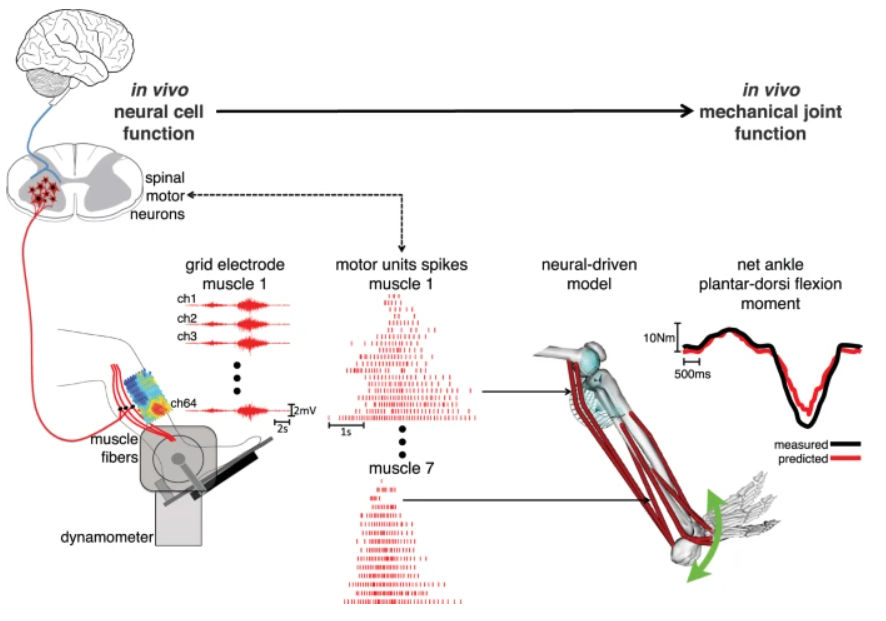 in vivo
neural cell
function
in vivo
mechanical joint
function
spinal
motor
neurons
grid electrode
muscle 1
ch1
ch2
ch3
ch64
2mV
2s
motor units spikes
muscle 1
1s
muscle 7
neural-driven
model
net ankle
plantar-dorsi flexion
moment
10Nm
500ms
measured
predicted
muscle
fibers
dynamometer